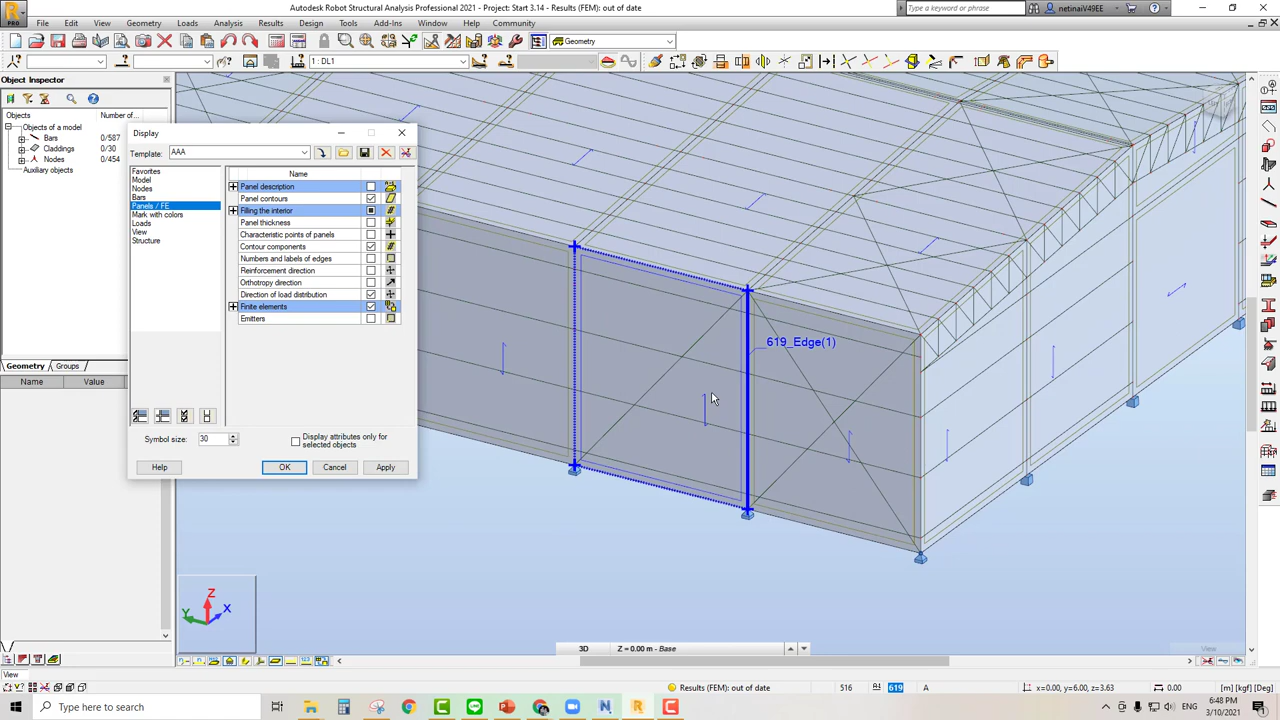 PRO
Autodesk Robot Structural Analysis Professional 2021 - Project: Start 3.14 - Results (FEM): out of date
Type a keyword or phrase
netinaiV49EE
File Edit View Geometry Loads Analysis Results Design Tools Add-Ins Window Help Community
Geometry
1 : DL1
Object Inspector
Objects Number of...
Objects of a model
Bars 0/587
Claddings 0/30
Nodes 0/454
Auxiliary objects
Geometry Groups
Name Value
Display
Template: AAA
Favorites
Model
Nodes
Bars
Panels / FE
Mark with colors
Loads
View
Structure
Name
Panel description
Panel contours
Filling the interior
Panel thickness
Characteristic points of panels
Contour components
Numbers and labels of edges
Reinforcement direction
Orthotropy direction
Direction of load distribution
Finite elements
Emitters
Symbol size: 30
Display attributes only for
selected objects
Help OK Cancel Apply
619_Edge(1)
Z
Y X
3D Z = 0.00 m - Base
View
View
Results (FEM): out of date 516 619 A x=0.00, y=6.00, z=3.63 0.00 [m] [kgf] [Deg]
Type here to search
ENG
6:48 PM
3/10/2021